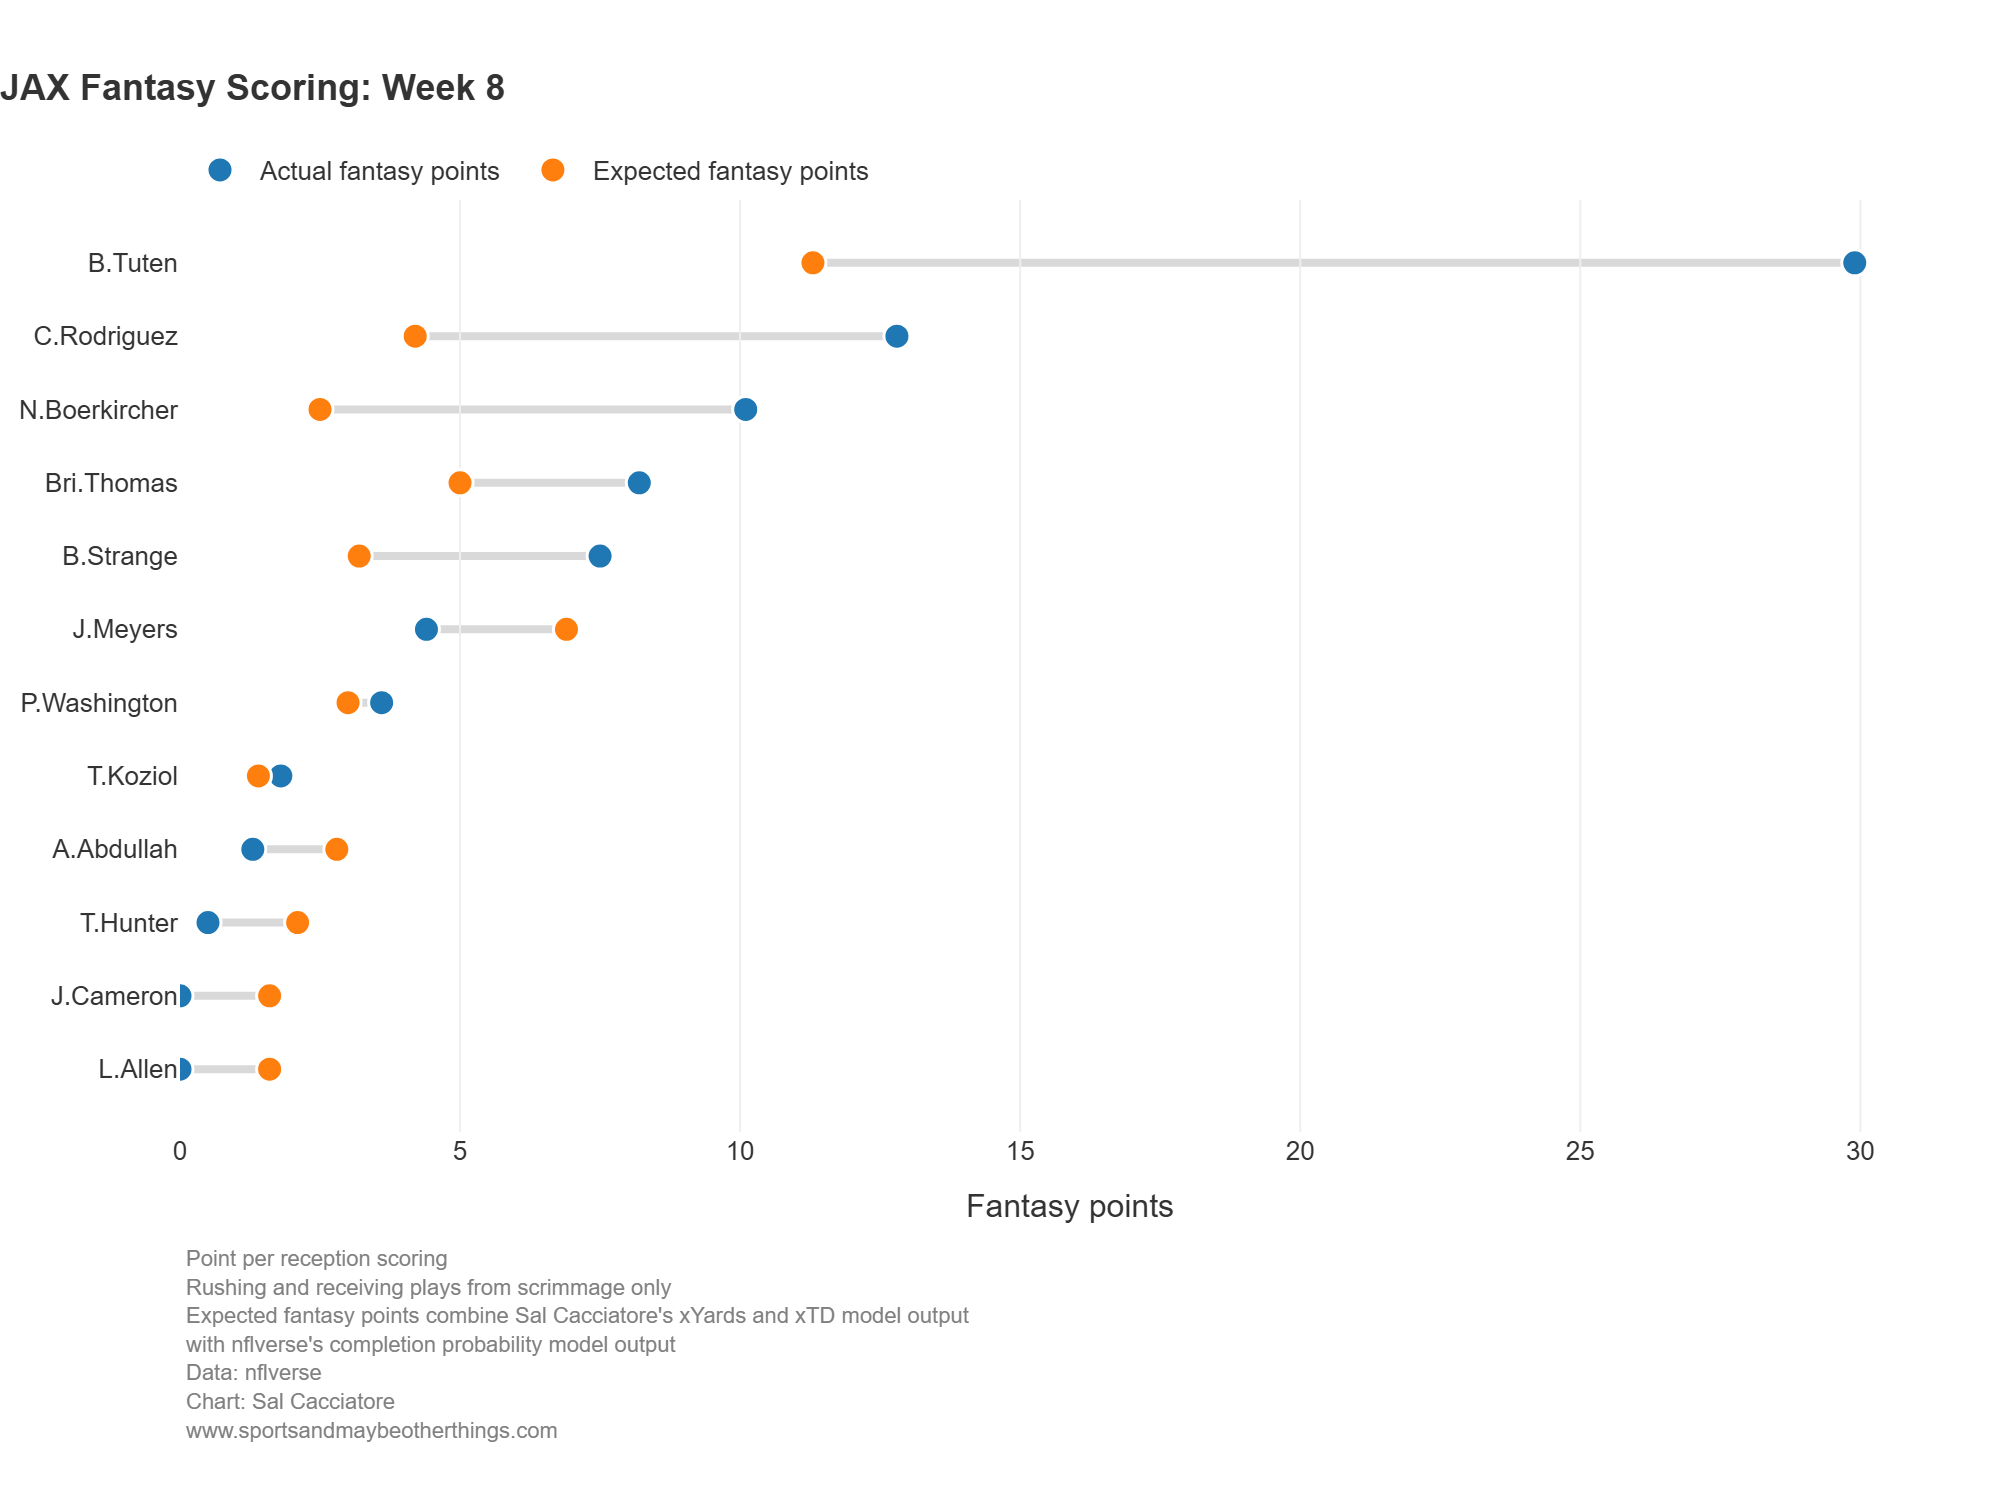 JAX Fantasy Scoring: Week 8
Actual fantasy points
Expected fantasy points
B.Tuten
C.Rodriguez
N.Boerkircher
Bri.Thomas
B.Strange
J.Meyers
P.Washington
T.Koziol
A.Abdullah
T.Hunter
J.Cameron
L.Allen
0 5 10 15 20 25 30
Fantasy points
Point per reception scoring
Rushing and receiving plays from scrimmage only
Expected fantasy points combine Sal Cacciatore's xYards and xTD model output
with nflverse's completion probability model output
Data: nflverse
Chart: Sal Cacciatore
www.sportsandmaybeotherthings.com